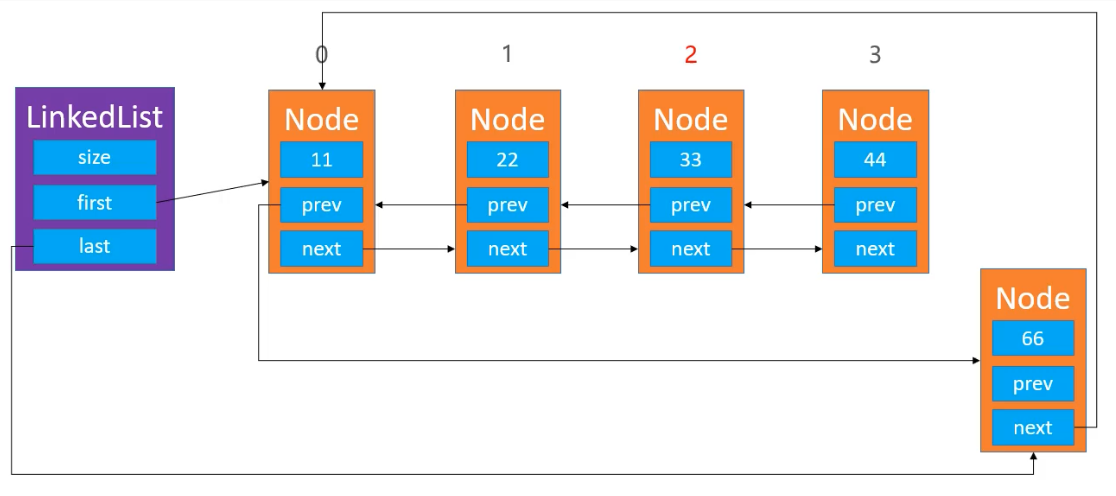 0
1
2
3
LinkedList
size
first
last
Node
11
prev
next
Node
22
prev
next
Node
33
prev
next
Node
44
prev
next
Node
66
prev
next